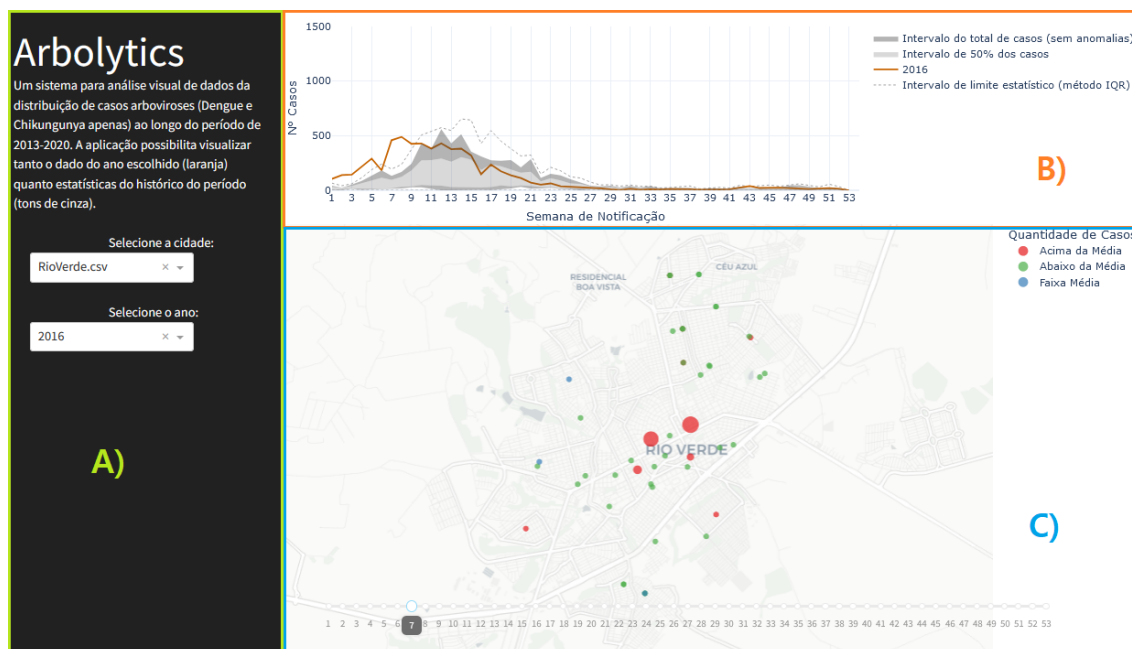 Arbolytics
Um sistema para análise visual de dados da
distribuição de casos arboviroses (Dengue e
Chikungunya apenas) ao longo do período de
2013-2020. A aplicação possibilita visualizar
tanto o dado do ano escolhido (laranja)
quanto estatísticas do histórico do período
(tons de cinza).
Selecione a cidade:
RioVerde.csv × 
Selecione o ano:
2016 ×
A)
1500
1000
500
0
Nº Casos
1 3 5 7 9 11 13 15 17 19 21 23 25 27 29 31 33 35 37 39 41 43 45 47 49 51 53
Semana de Notificação
Intervalo do total de casos (sem anomalias)
Intervalo de 50% dos casos
2016
Intervalo de limite estatístico (método IQR)
B)
Quantidade de Casos
Acima da Média
Abaixo da Média
Faixa Média
RESIDENCIAL
BOA VISTA
CÉU AZUL
RIO VERDE
C)
1 2 3 4 5 6 7 8 9 10 11 12 13 14 15 16 17 18 19 20 21 22 23 24 25 26 27 28 29 30 31 32 33 34 35 36 37 38 39 40 41 42 43 44 45 46 47 48 49 50 51 52 53